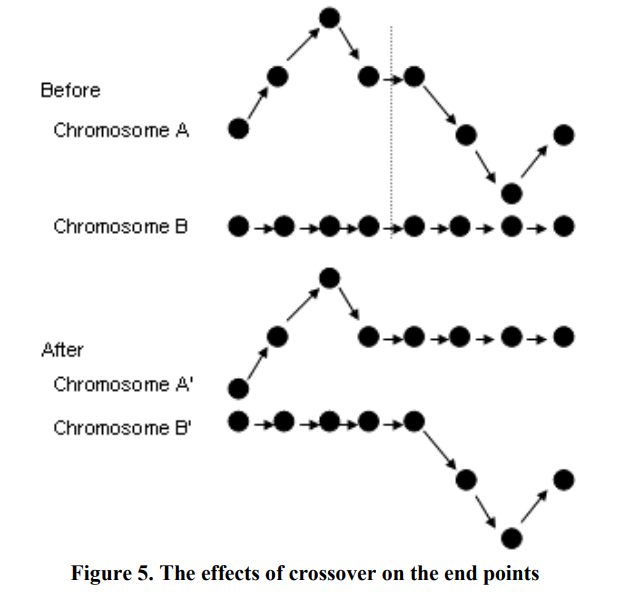 Before
Chromosome A
Chromosome B
After
Chromosome A'
Chromosome B'
Figure 5. The effects of crossover on the end points